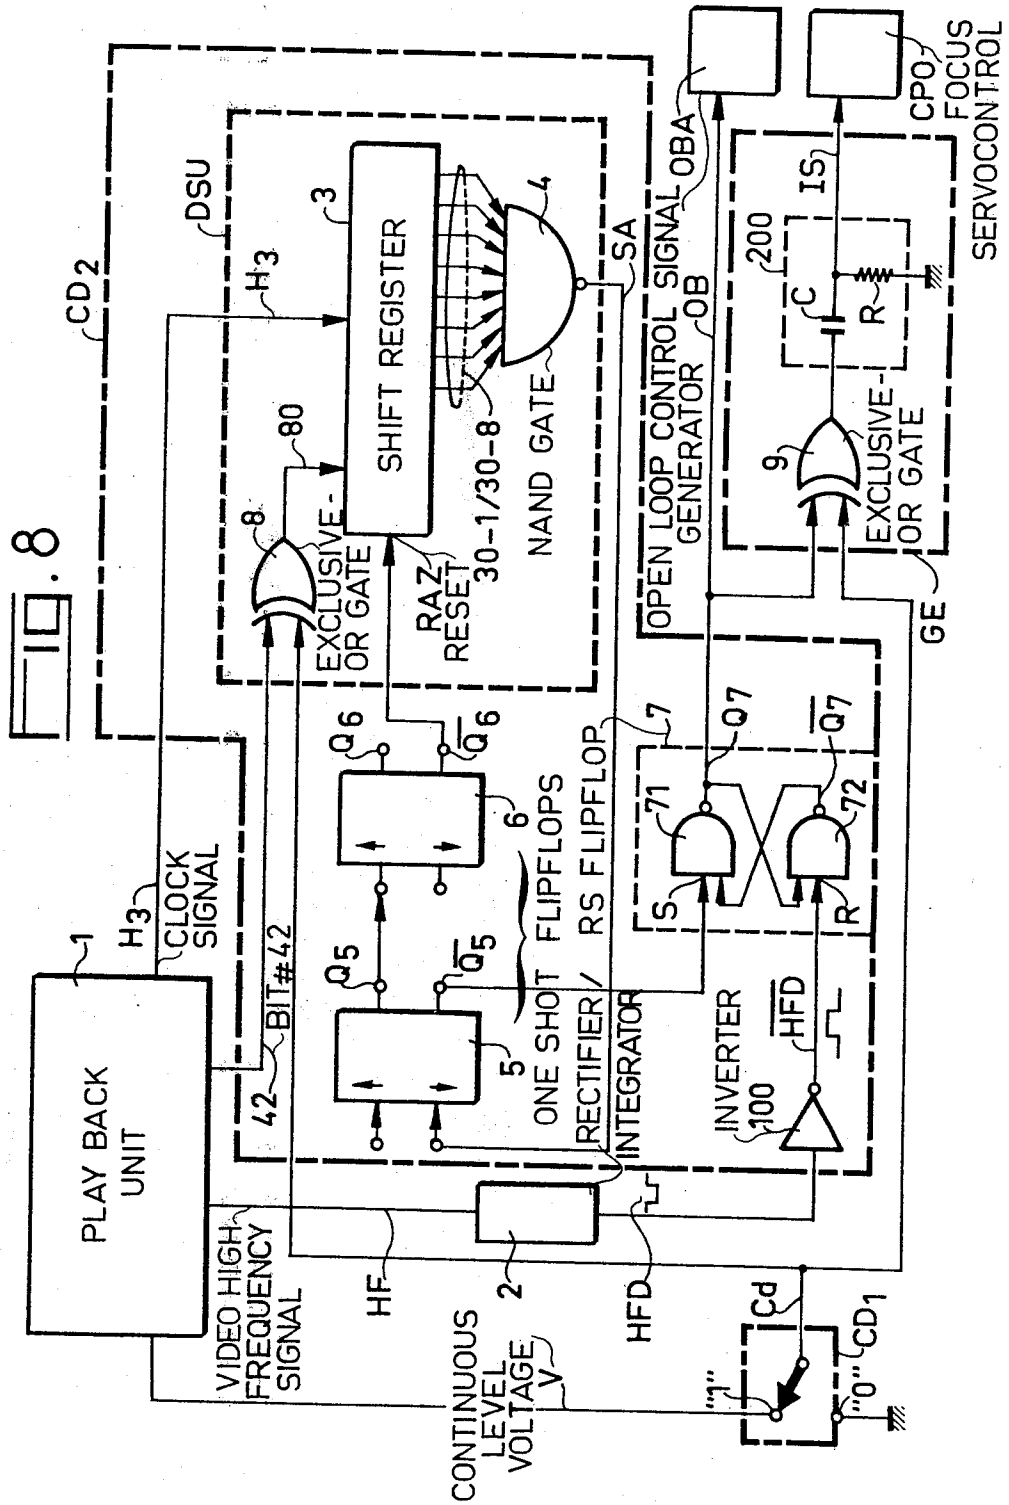 FIG. 8
PLAY BACK
UNIT
1
H3
CLOCK
SIGNAL
42
BIT#42
VIDEO HIGH
FREQUENCY
SIGNAL
HF
CONTINUOUS
LEVEL
VOLTAGE
V
2
HFD
RECTIFIER/
INTEGRATOR
"1"
"0"
Cd
CD1
CD2
DSU
H3
8
80
EXCLUSIVE-
OR GATE
3
SHIFT REGISTER
RAZ
RESET
30-1/30-8
NAND GATE
4
SA
5
Q5
Q5
6
Q6
Q6
ONE SHOT FLIPFLOPS
RS FLIPFLOP
7
S
71
Q7
R
72
Q7
INVERTER
100
HFD
OPEN LOOP CONTROL SIGNAL
GENERATOR
OB
OBA
GE
9
EXCLUSIVE-
OR GATE
200
C
R
IS
CPO
FOCUS
SERVOCONTROL